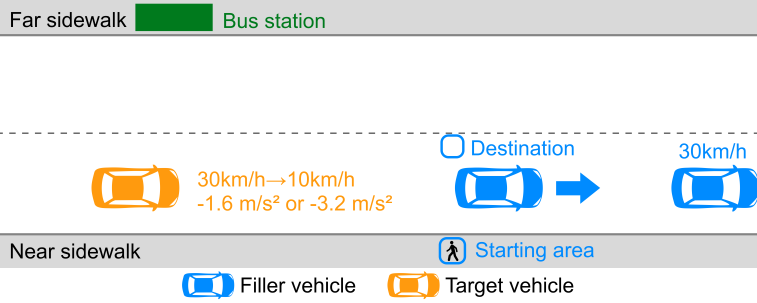 Far sidewalk
Bus station
Destination
30km/h
30km/h→10km/h
-1.6 m/s² or -3.2 m/s²
Near sidewalk
Starting area
Filler vehicle
Target vehicle